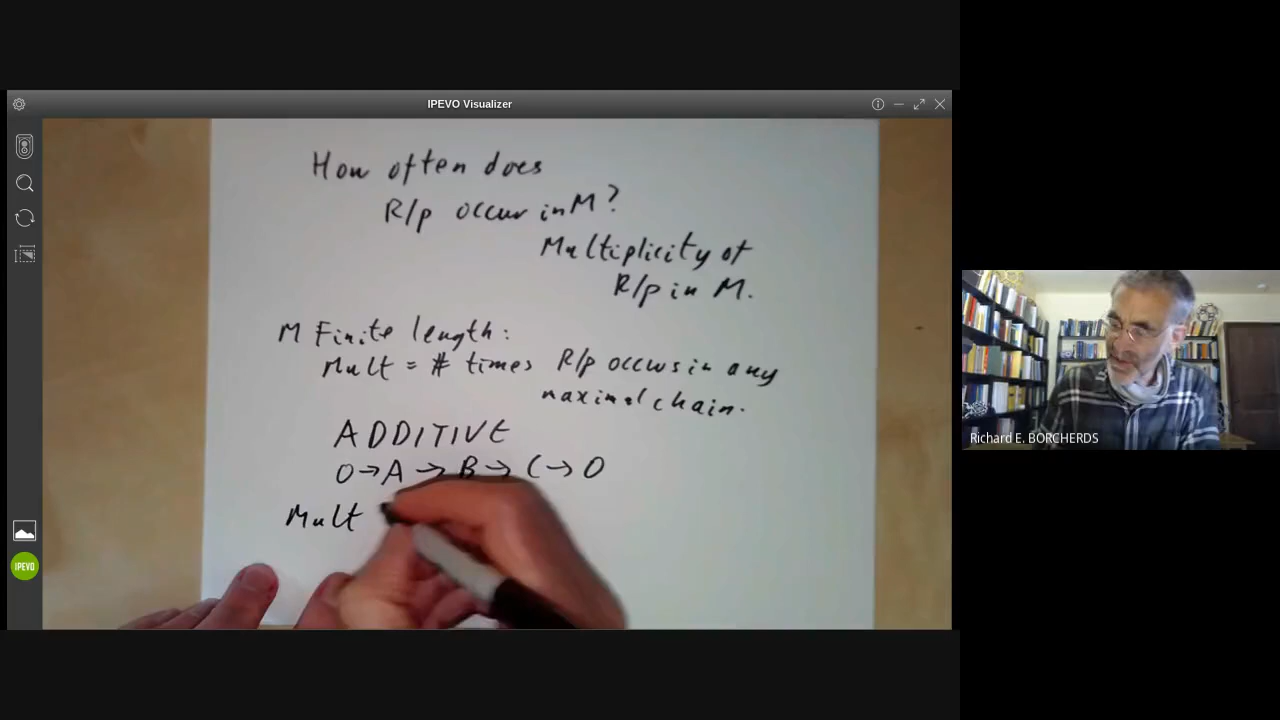 IPEVO Visualizer
How often does
R/p occur in M?
Multiplicity of
R/p in M.
M Finite length:
Mult = # times R/p occurs in any
maximal chain.
ADDITIVE
0→A→B→C→0
Mult
IPEVO
Richard E. BORCHERDS